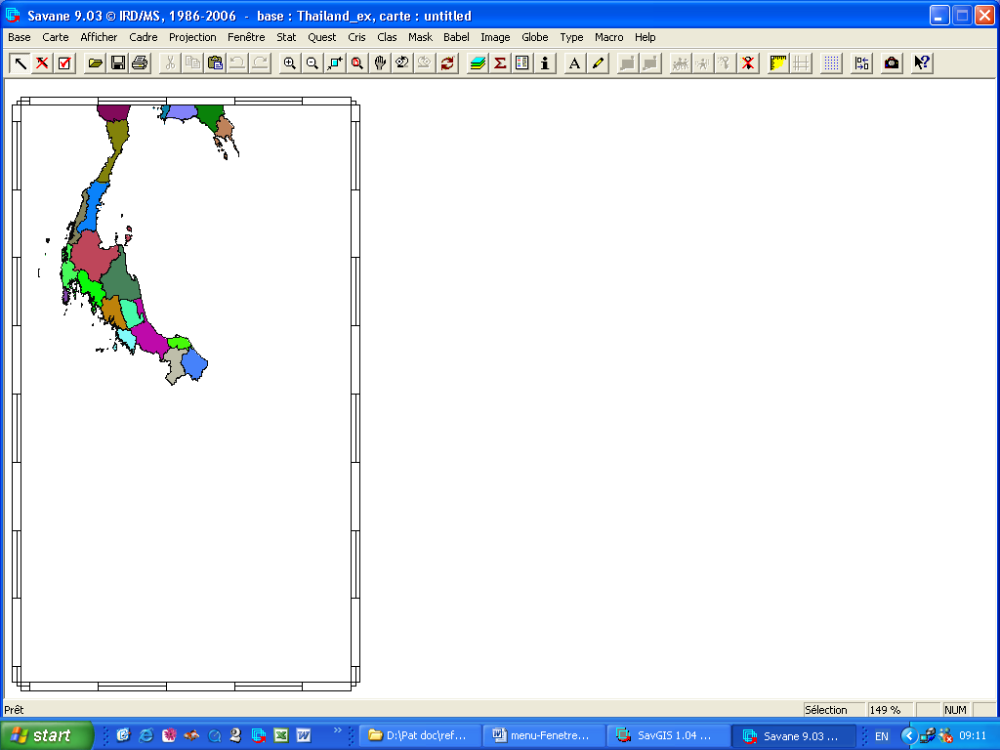 Savane 9.03 © IRD/MS, 1986-2006 - base : Thailand_ex, carte : untitled
Base Carte Afficher Cadre Projection Fenêtre Stat Quest Cris Clas Mask Babel Image Globe Type Macro Help
Prêt Sélection 149 % NUM
start D:\Pat doc\ref... menu-Fenetre... SavGIS 1.04 ... Savane 9.03 ... EN 09:11